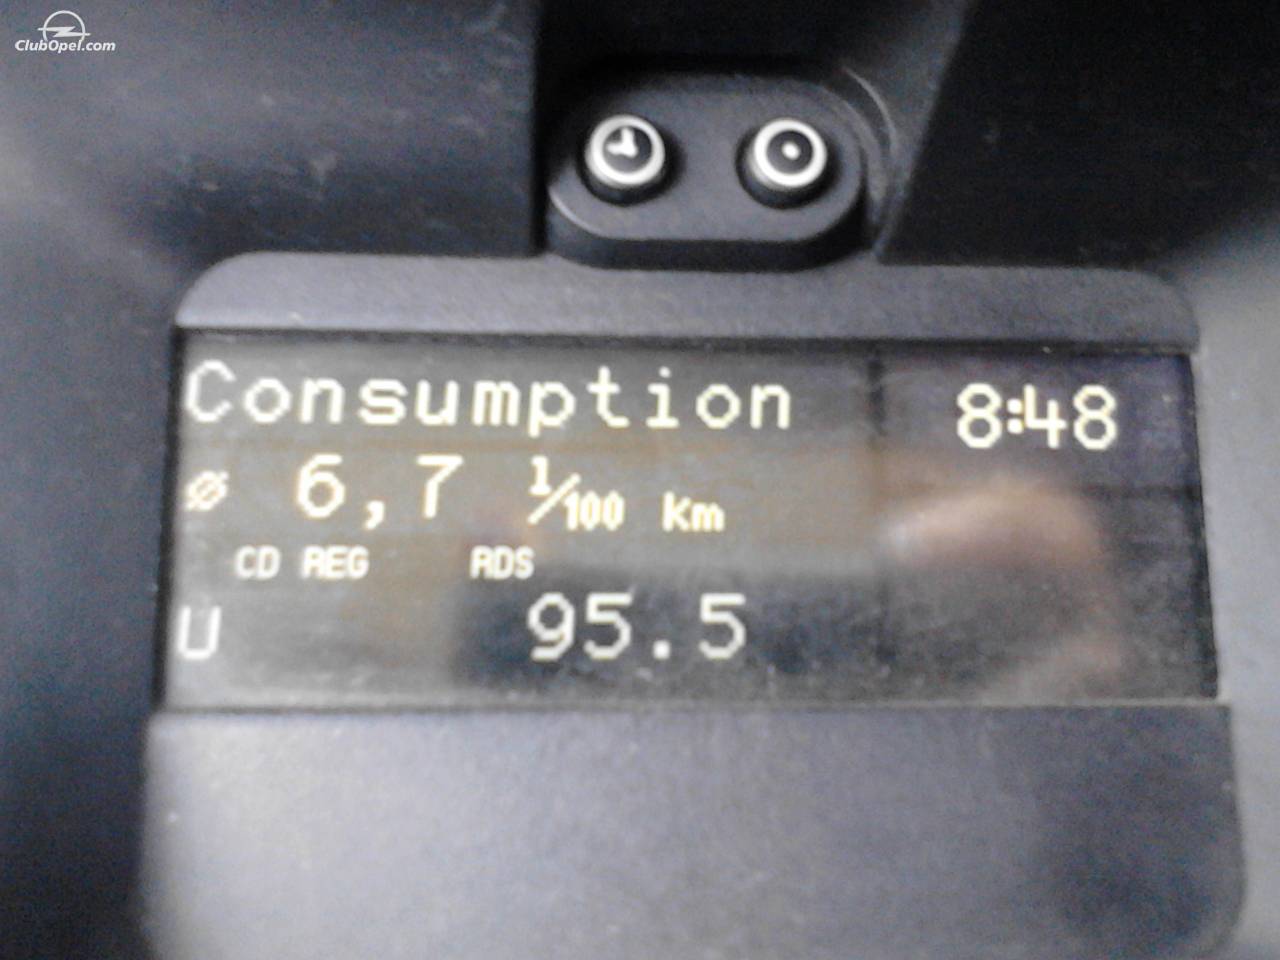 ClubOpel.com
Consumption 8:48
ø 6,7 l/100 Km
CD REG RDS
U 95.5